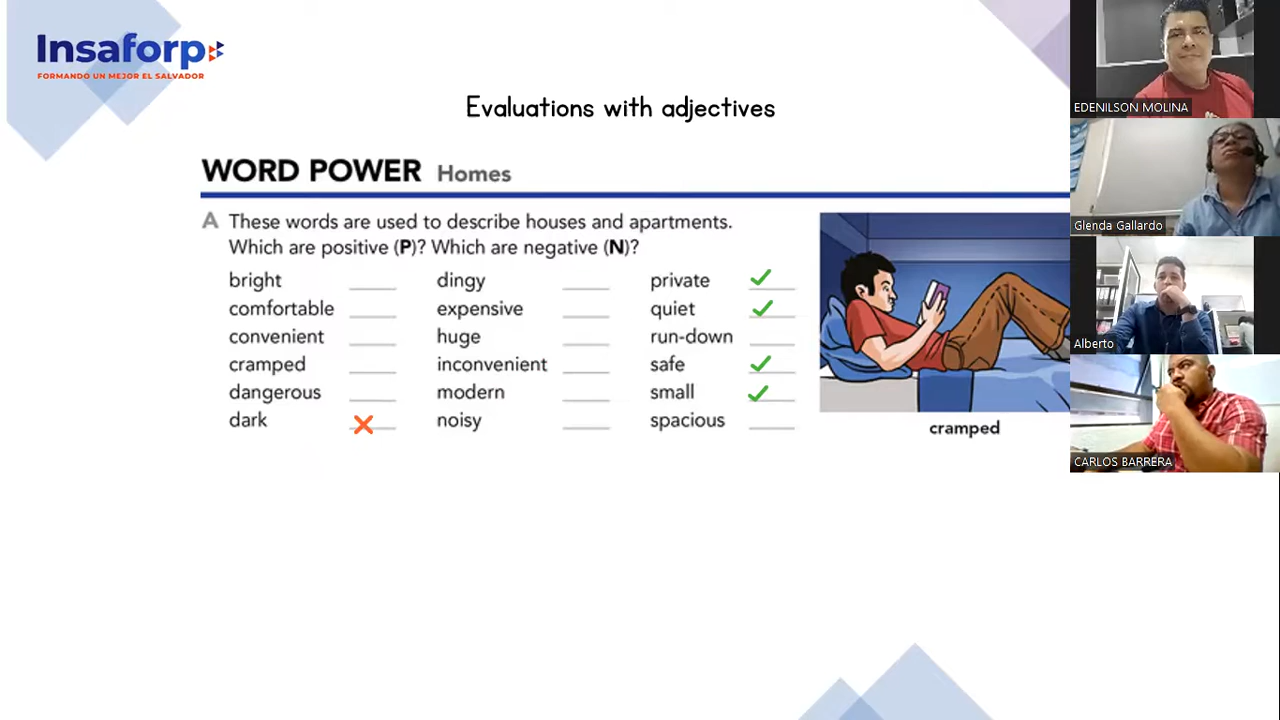 Insaforp
FORMANDO UN MEJOR EL SALVADOR
Evaluations with adjectives
WORD POWER Homes
A These words are used to describe houses and apartments.
Which are positive (P)? Which are negative (N)?
bright
comfortable
convenient
cramped
dangerous
dark
dingy
expensive
huge
inconvenient
modern
noisy
private
quiet
run-down
safe
small
spacious
cramped
EDENILSON MOLINA
Glenda Gallardo
Alberto
CARLOS BARRERA